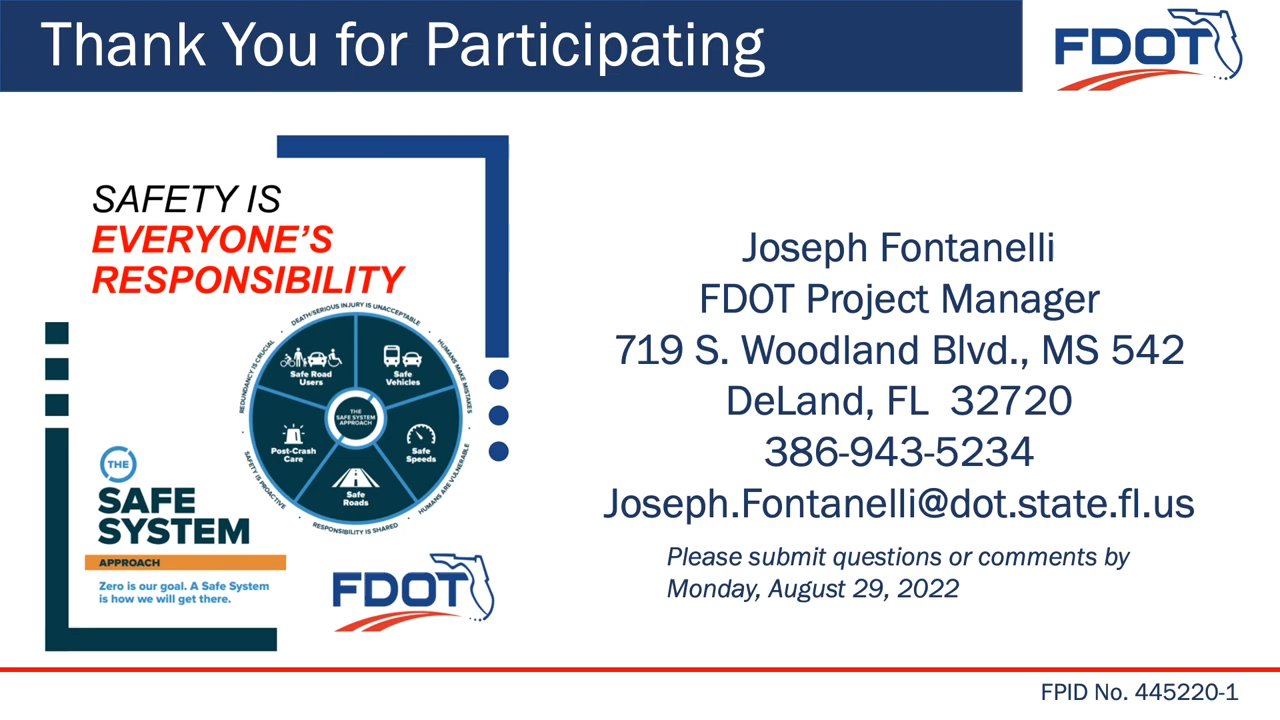 Thank You for Participating
FDOT
SAFETY IS
EVERYONE'S
RESPONSIBILITY
DEATH/SERIOUS INJURY IS UNACCEPTABLE
HUMANS MAKE MISTAKES
HUMANS ARE VULNERABLE
RESPONSIBILITY IS SHARED
SAFETY IS PROACTIVE
REDUNDANCY IS CRUCIAL
Safe Road
Users
Safe
Vehicles
THE
SAFE SYSTEM
APPROACH
Post-Crash
Care
Safe
Speeds
Safe
Roads
THE
SAFE
SYSTEM
APPROACH
Zero is our goal. A Safe System
is how we will get there.
FDOT
Joseph Fontanelli
FDOT Project Manager
719 S. Woodland Blvd., MS 542
DeLand, FL  32720
386-943-5234
Joseph.Fontanelli@dot.state.fl.us
Please submit questions or comments by
Monday, August 29, 2022
FPID No. 445220-1